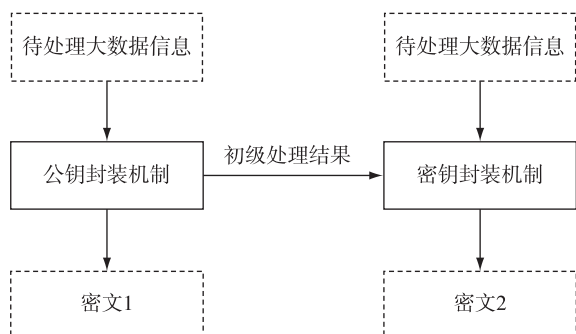 待处理大数据信息
待处理大数据信息
公钥封装机制
初级处理结果
密钥封装机制
密文1
密文2